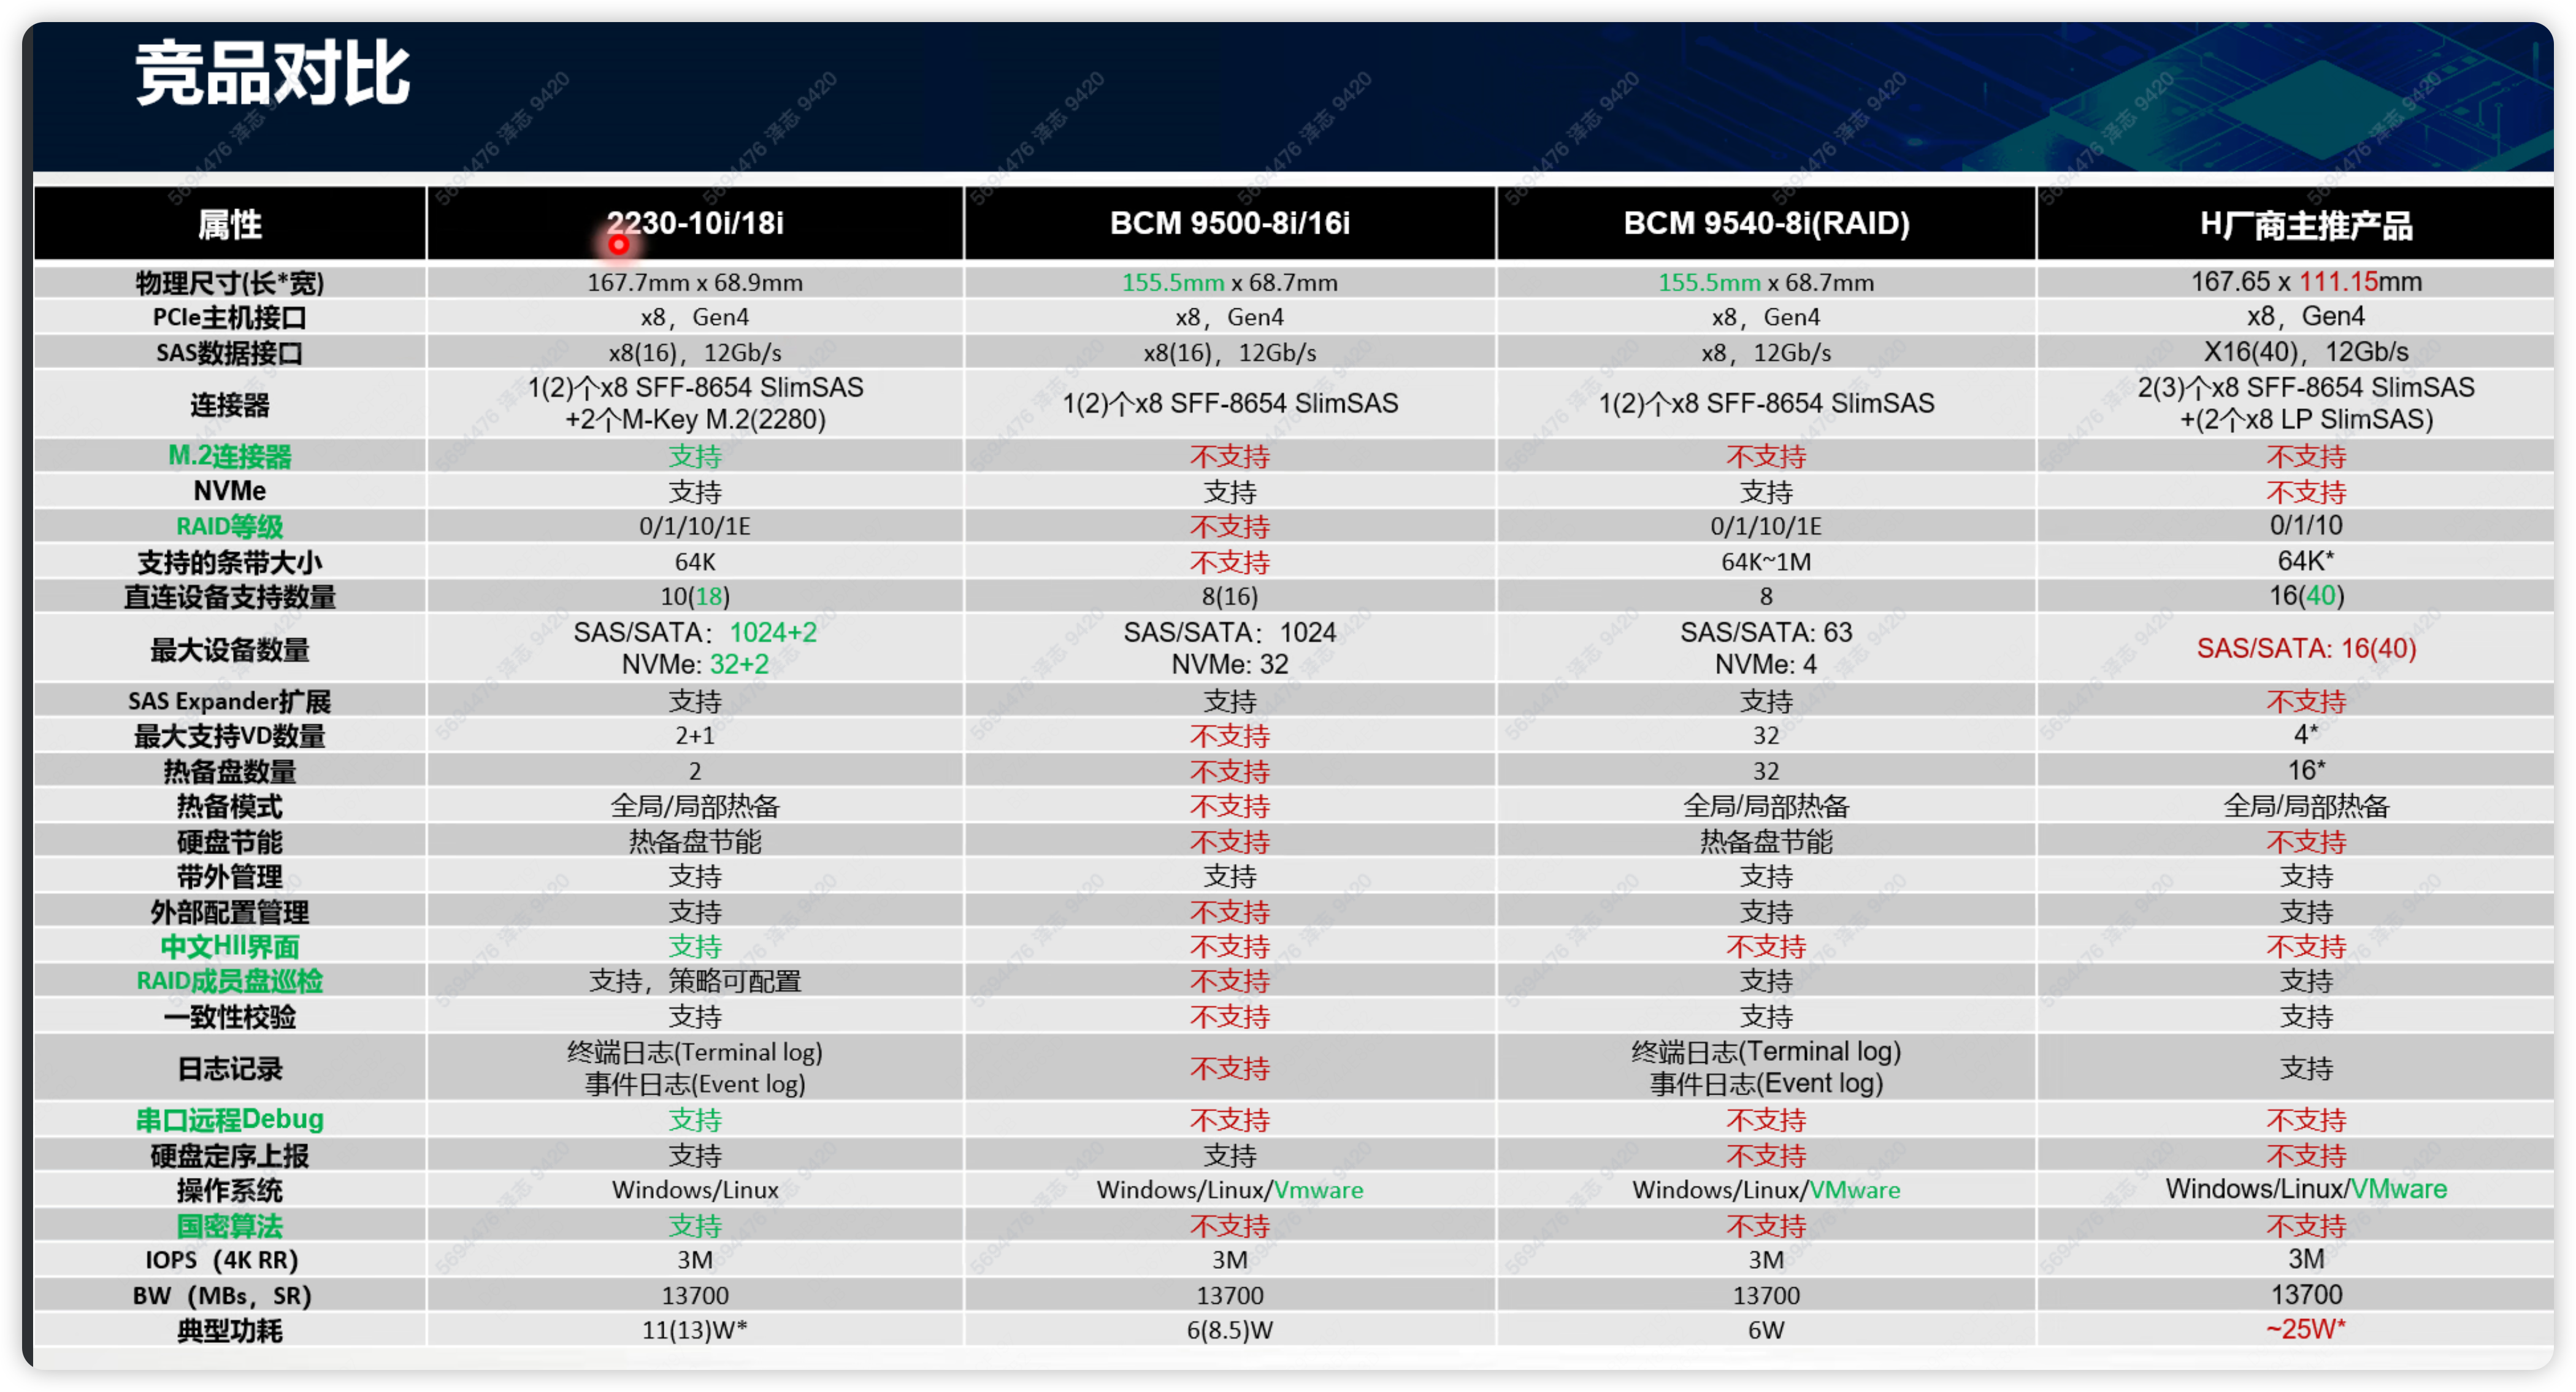 竞品对比
属性 2230-10i/18i BCM 9500-8i/16i BCM 9540-8i(RAID) H厂商主推产品
物理尺寸(长*宽) 167.7mm x 68.9mm 155.5mm x 68.7mm 155.5mm x 68.7mm 167.65 x 111.15mm
PCIe主机接口 x8，Gen4 x8，Gen4 x8，Gen4 x8，Gen4
SAS数据接口 x8(16)，12Gb/s x8(16)，12Gb/s x8，12Gb/s X16(40)，12Gb/s
连接器 1(2)个x8 SFF-8654 SlimSAS +2个M-Key M.2(2280) 1(2)个x8 SFF-8654 SlimSAS 1(2)个x8 SFF-8654 SlimSAS 2(3)个x8 SFF-8654 SlimSAS +(2个x8 LP SlimSAS)
M.2连接器 支持 不支持 不支持 不支持
NVMe 支持 支持 支持 不支持
RAID等级 0/1/10/1E 不支持 0/1/10/1E 0/1/10
支持的条带大小 64K 不支持 64K~1M 64K*
直连设备支持数量 10(18) 8(16) 8 16(40)
最大设备数量 SAS/SATA：1024+2 NVMe: 32+2 SAS/SATA：1024 NVMe: 32 SAS/SATA: 63 NVMe: 4 SAS/SATA: 16(40)
SAS Expander扩展 支持 支持 支持 不支持
最大支持VD数量 2+1 不支持 32 4*
热备盘数量 2 不支持 32 16*
热备模式 全局/局部热备 不支持 全局/局部热备 全局/局部热备
硬盘节能 热备盘节能 不支持 热备盘节能 不支持
带外管理 支持 支持 支持 支持
外部配置管理 支持 不支持 支持 支持
中文HII界面 支持 不支持 不支持 不支持
RAID成员盘巡检 支持，策略可配置 不支持 支持 支持
一致性校验 支持 不支持 支持 支持
日志记录 终端日志(Terminal log) 事件日志(Event log) 不支持 终端日志(Terminal log) 事件日志(Event log) 支持
串口远程Debug 支持 不支持 不支持 不支持
硬盘定序上报 支持 支持 不支持 不支持
操作系统 Windows/Linux Windows/Linux/Vmware Windows/Linux/VMware Windows/Linux/VMware
国密算法 支持 不支持 不支持 不支持
IOPS（4K RR) 3M 3M 3M 3M
BW（MBs，SR) 13700 13700 13700 13700
典型功耗 11(13)W* 6(8.5)W 6W ~25W*
5694476 泽志 9420